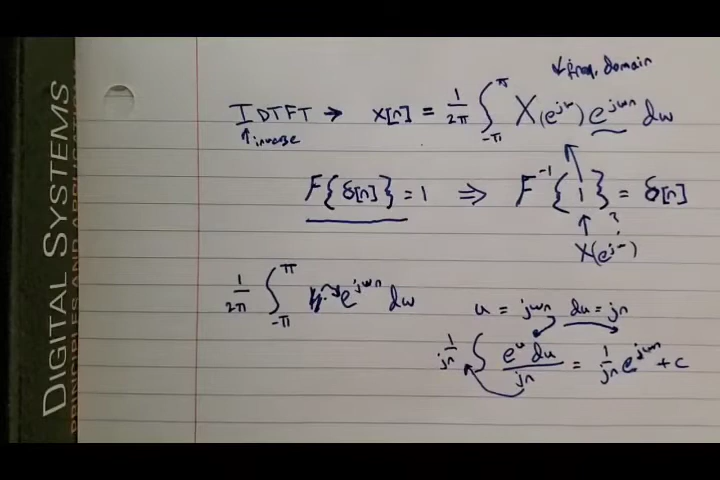 DIGITAL SYSTEMS
PRINCIPLES AND APPLICATIONS
↙freq. domain
IDTFT → x[n] = 1/2π ∫_{-π}^{π} X(e^{jω}) e^{jωn} dω
↑inverse
F{δ[n]} = 1 ⇒ F^{-1}{1} = δ[n]
?
X(e^{jω})
1/2π ∫_{-π}^{π} e^{jωn} dω
u = jωn du = jn
1/jn ∫ e^u du/jn = 1/jn e^{jωn} + c